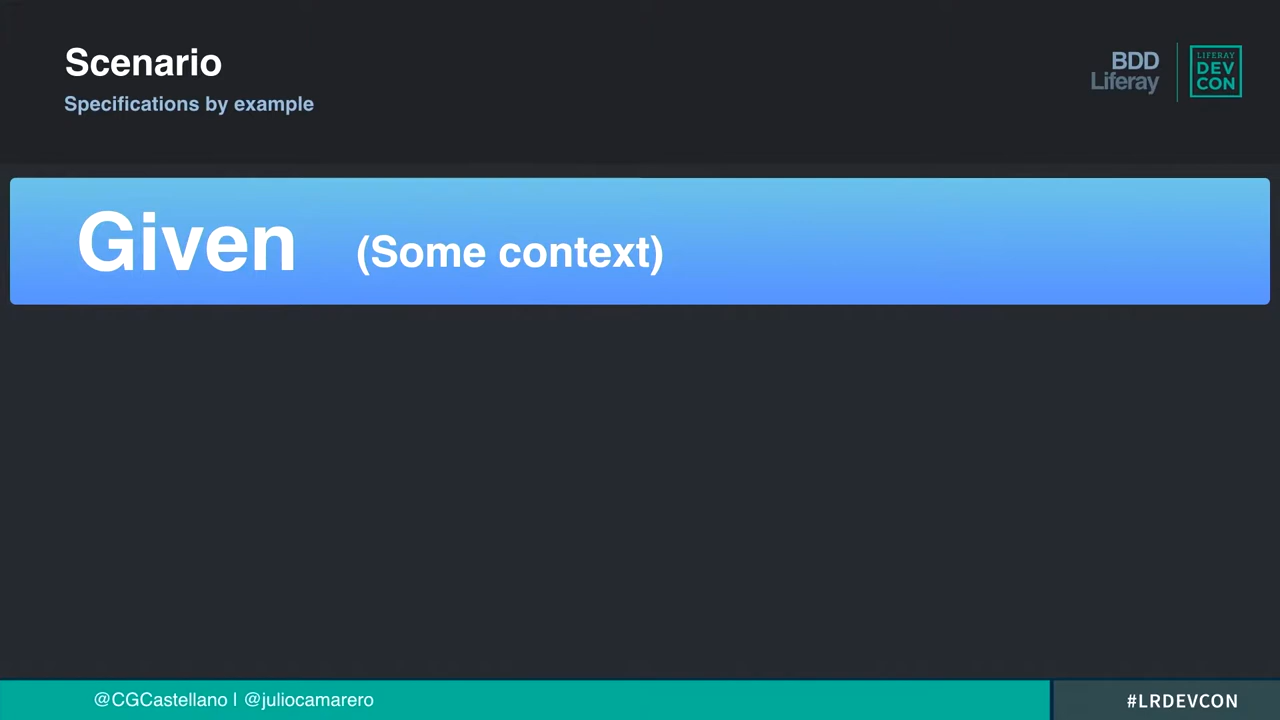 Scenario
Specifications by example
BDD
Liferay
LIFERAY
DEV
CON
Given (Some context)
@CGCastellano | @juliocamarero
#LRDEVCON